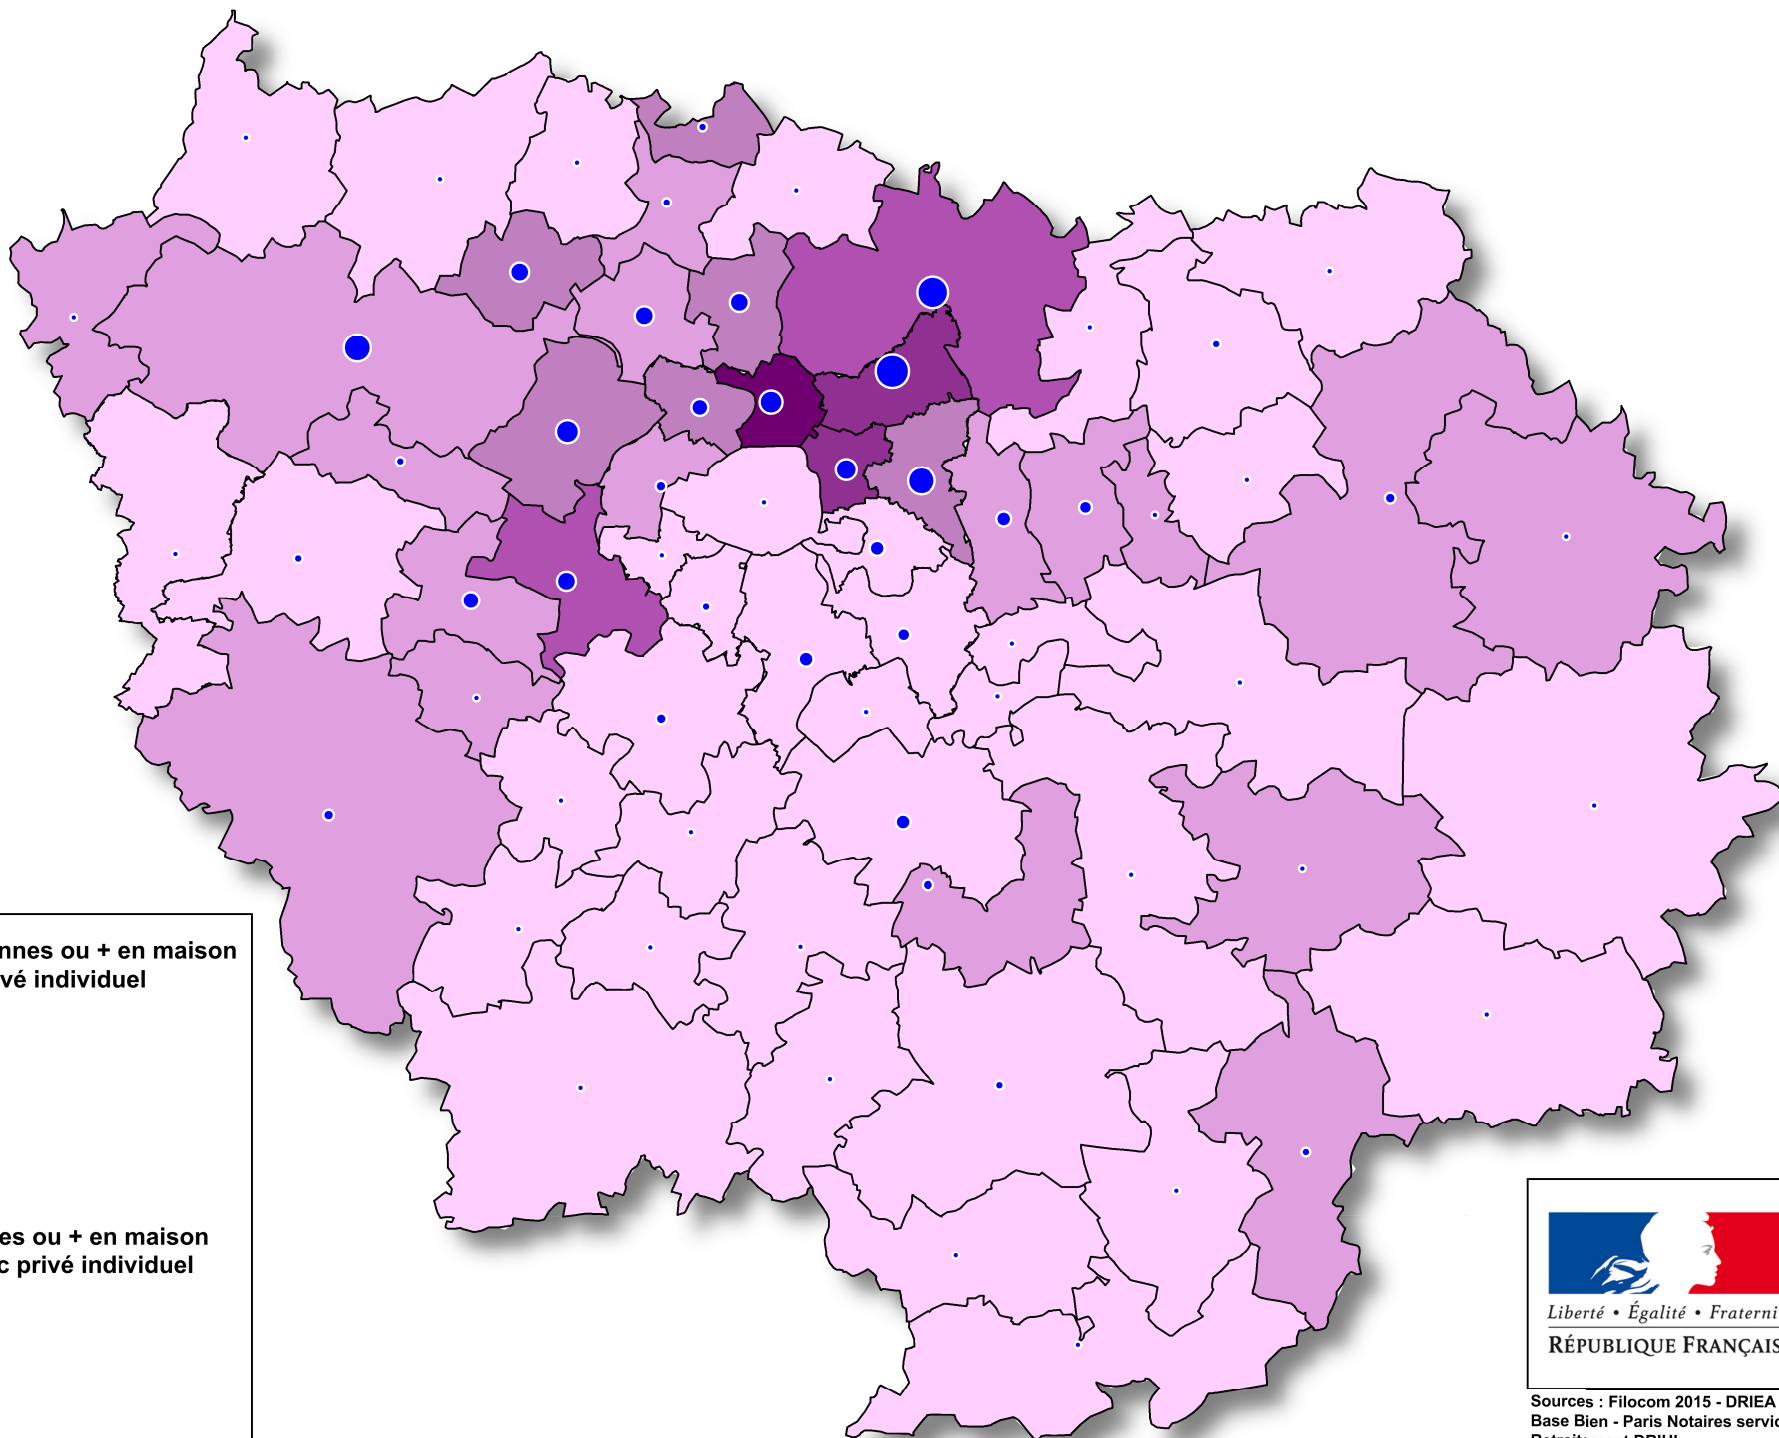 nnes ou + en maison
vé individuel
es ou + en maison
c privé individuel
Liberté • Égalité • Fraterni
RÉPUBLIQUE FRANÇAIS
Sources : Filocom 2015 - DRIEA
Base Bien - Paris Notaires servic